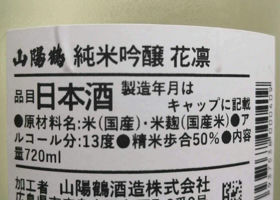 山陽鶴 純米吟醸 花凛
品目 日本酒 製造年月は
キャップに記載
●原材料名:米(国産)・米麹(国産米)●ア
ルコール分:13度●精米歩合50%●内
容量720ml
加工者 山陽鶴酒造株式会社